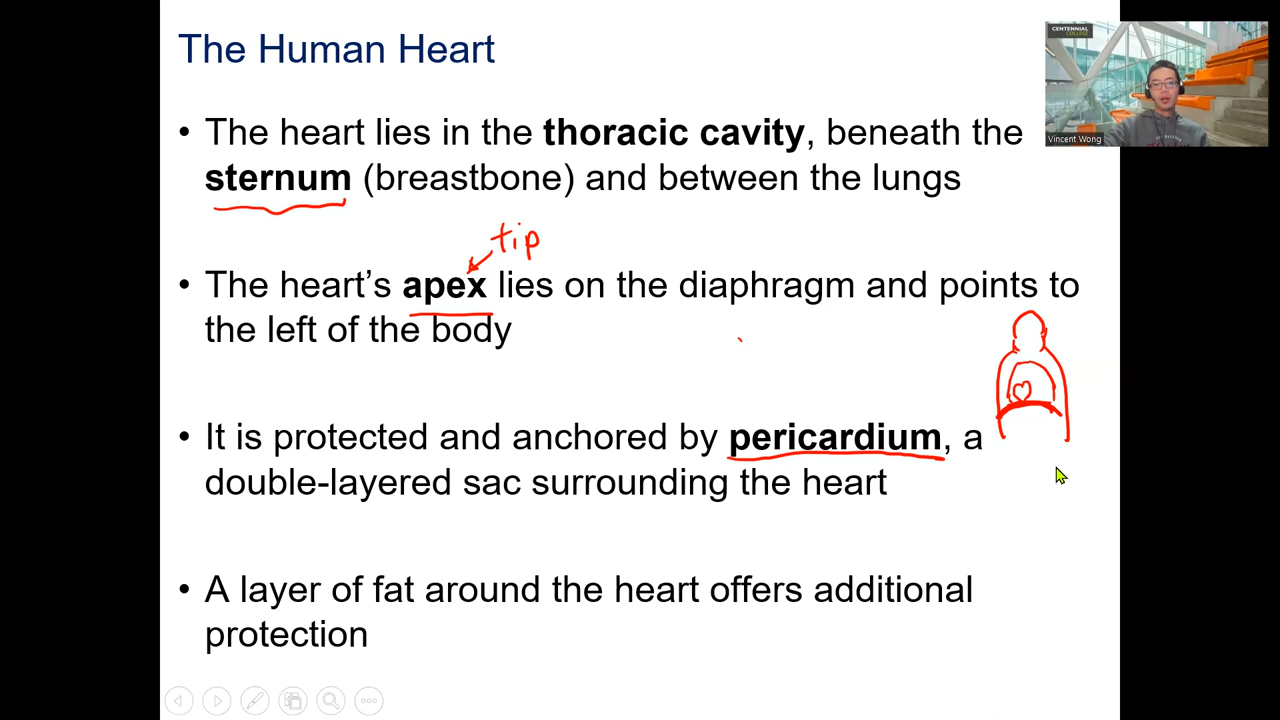 The Human Heart
CENTENNIAL
COLLEGE
Vincent Wong
• The heart lies in the thoracic cavity, beneath the
sternum (breastbone) and between the lungs
tip
• The heart’s apex lies on the diaphragm and points to
the left of the body
• It is protected and anchored by pericardium, a
double-layered sac surrounding the heart
• A layer of fat around the heart offers additional
protection